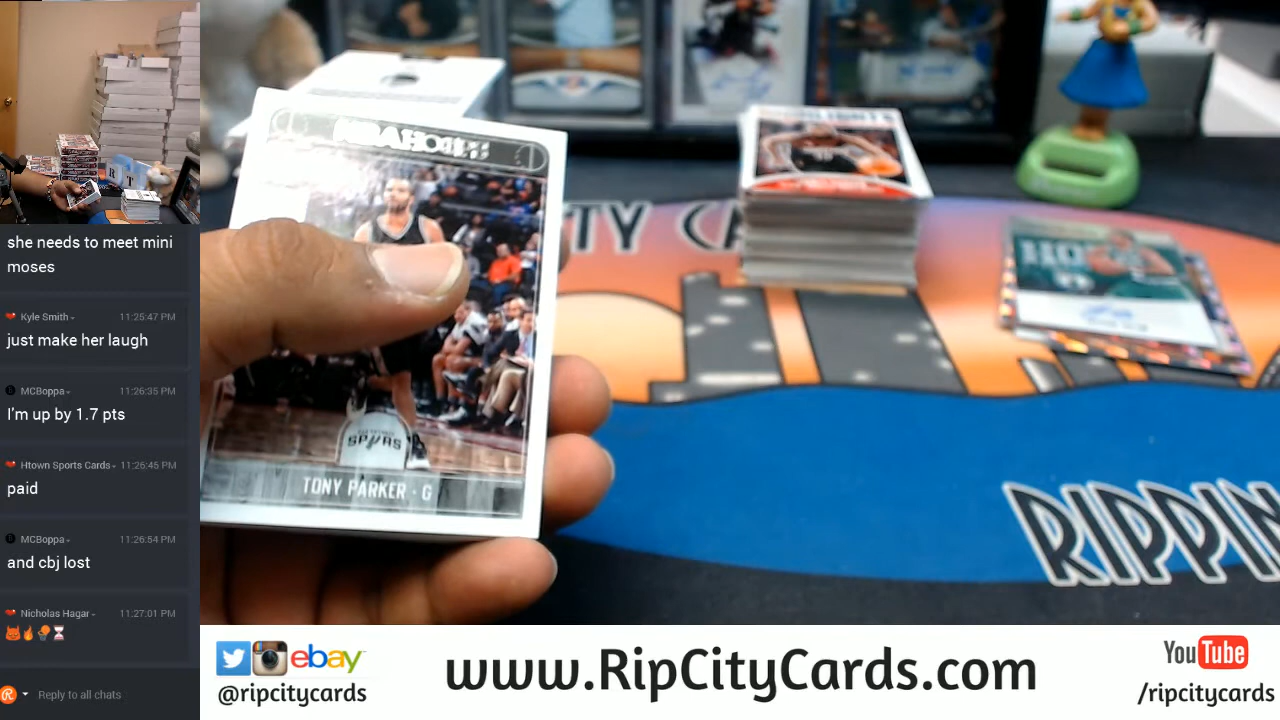 she needs to meet mini
moses
Kyle Smith 11:25:47 PM
just make her laugh
MCBoppa 11:26:35 PM
I'm up by 1.7 pts
Htown Sports Cards 11:26:45 PM
paid
MCBoppa 11:26:54 PM
and cbj lost
Nicholas Hagar 11:27:01 PM
Reply to all chats
NBA HOOPS
SPURS
TONY PARKER · G
TY CA
HO
RIPPIN
ebay
@ripcitycards
www.RipCityCards.com
YouTube
/ripcitycards